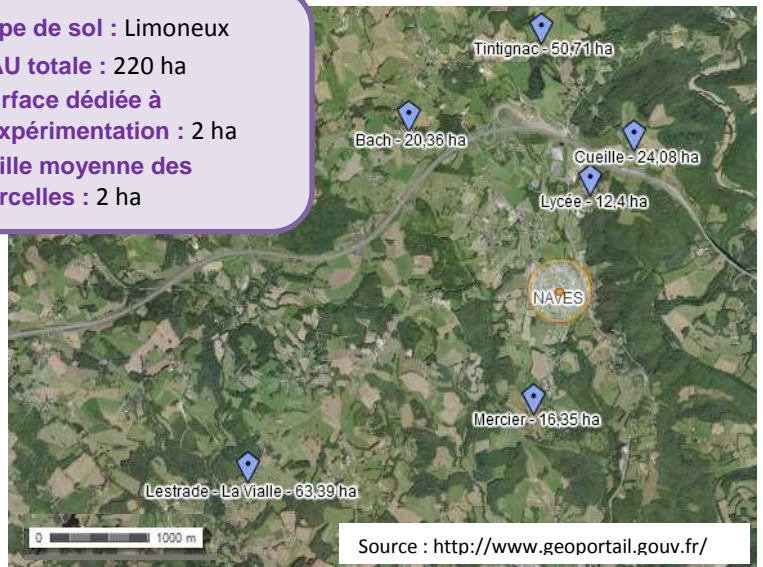 pe de sol : Limoneux
AU totale : 220 ha
rface dédiée à
xpérimentation : 2 ha
ille moyenne des
rcelles : 2 ha
Tintignac - 50,71 ha
Bach - 20,36 ha
Cueille - 24,08 ha
Lycée - 12,4 ha
NAVES
Mercier - 16,35 ha
Lestrade - La Vialle - 63,39 ha
0 1000 m
Source : http://www.geoportail.gouv.fr/